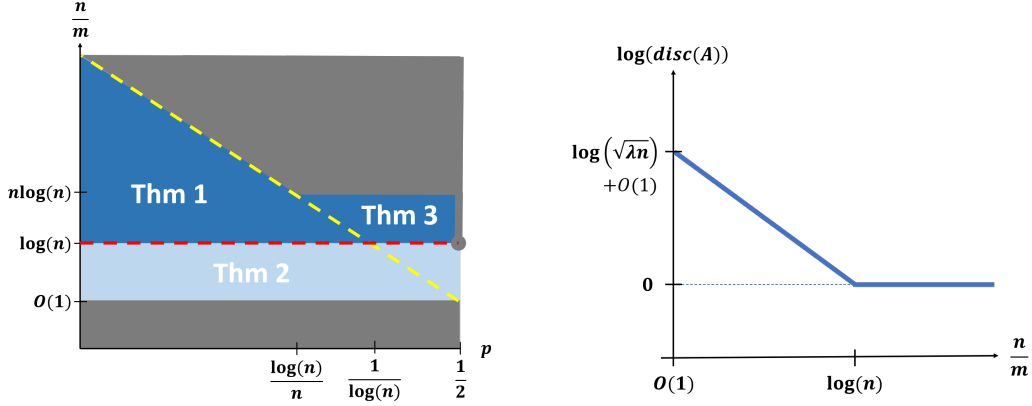 n
m
nlog(n)
log(n)
O(1)
Thm 1
Thm 3
Thm 2
log(n)
n
1
log(n)
1
2
p
log(disc(A))
log(√λn)
+O(1)
0
O(1)
log(n)
n
m